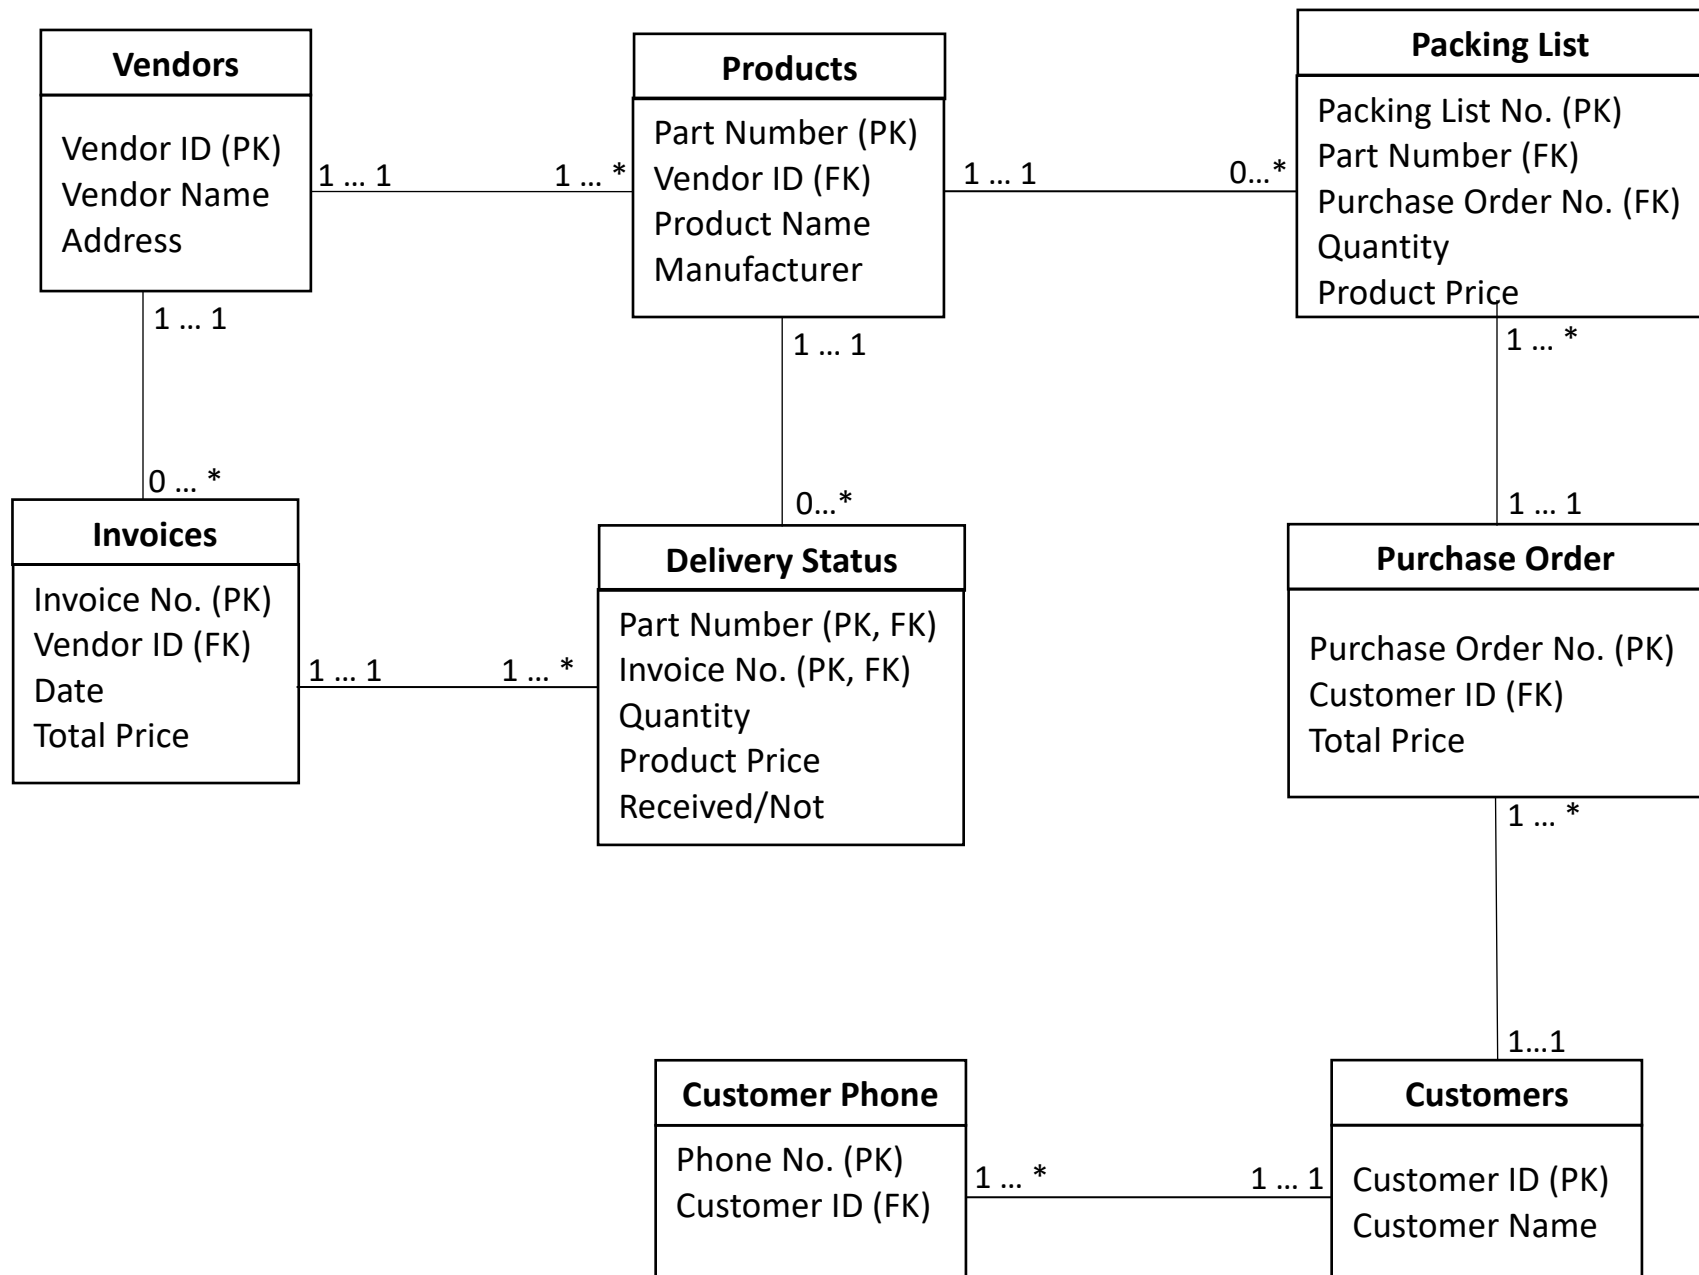 Vendors
Vendor ID (PK)
Vendor Name
Address
1 ... 1
1 ... *
Products
Part Number (PK)
Vendor ID (FK)
Product Name
Manufacturer
1 ... 1
0...*
Packing List
Packing List No. (PK)
Part Number (FK)
Purchase Order No. (FK)
Quantity
Product Price
1 ... 1
1 ... 1
1 ... *
0 ... *
0...*
1 ... 1
Invoices
Invoice No. (PK)
Vendor ID (FK)
Date
Total Price
1 ... 1
1 ... *
Delivery Status
Part Number (PK, FK)
Invoice No. (PK, FK)
Quantity
Product Price
Received/Not
Purchase Order
Purchase Order No. (PK)
Customer ID (FK)
Total Price
1 ... *
1...1
Customer Phone
Phone No. (PK)
Customer ID (FK)
1 ... *
1 ... 1
Customers
Customer ID (PK)
Customer Name